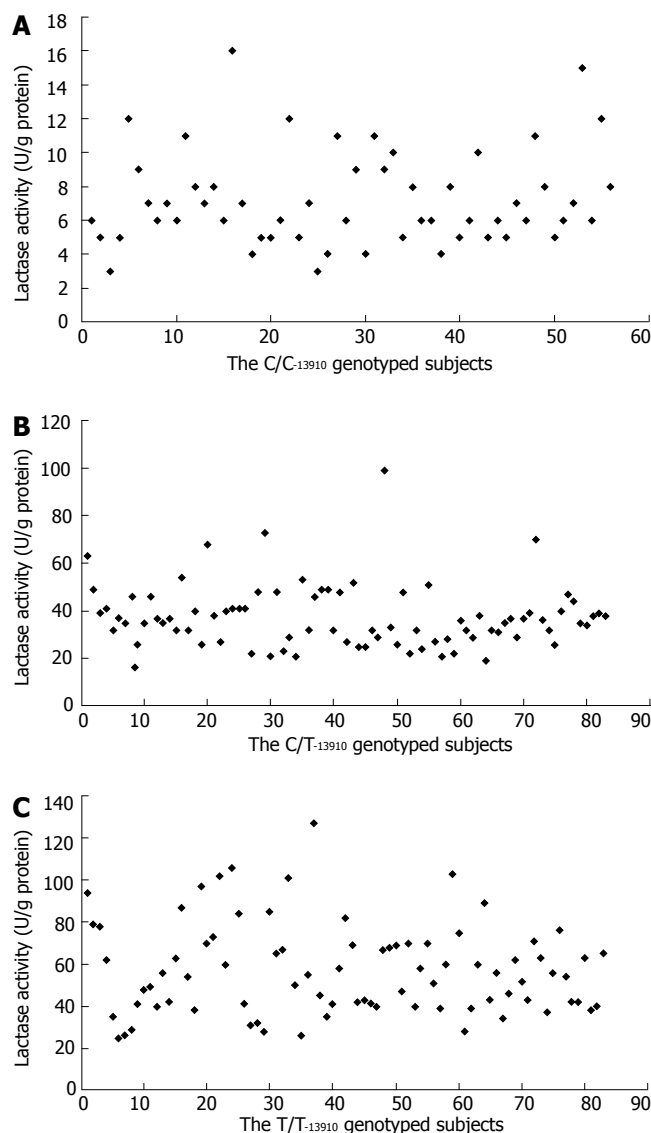 A
Lactase activity (U/g protein)
18
16
14
12
10
8
6
4
2
0
0 10 20 30 40 50 60
The C/C-13910 genotyped subjects
B
Lactase activity (U/g protein)
120
100
80
60
40
20
0
0 10 20 30 40 50 60 70 80 90
The C/T-13910 genotyped subjects
C
Lactase activity (U/g protein)
140
120
100
80
60
40
20
0
0 10 20 30 40 50 60 70 80 90
The T/T-13910 genotyped subjects